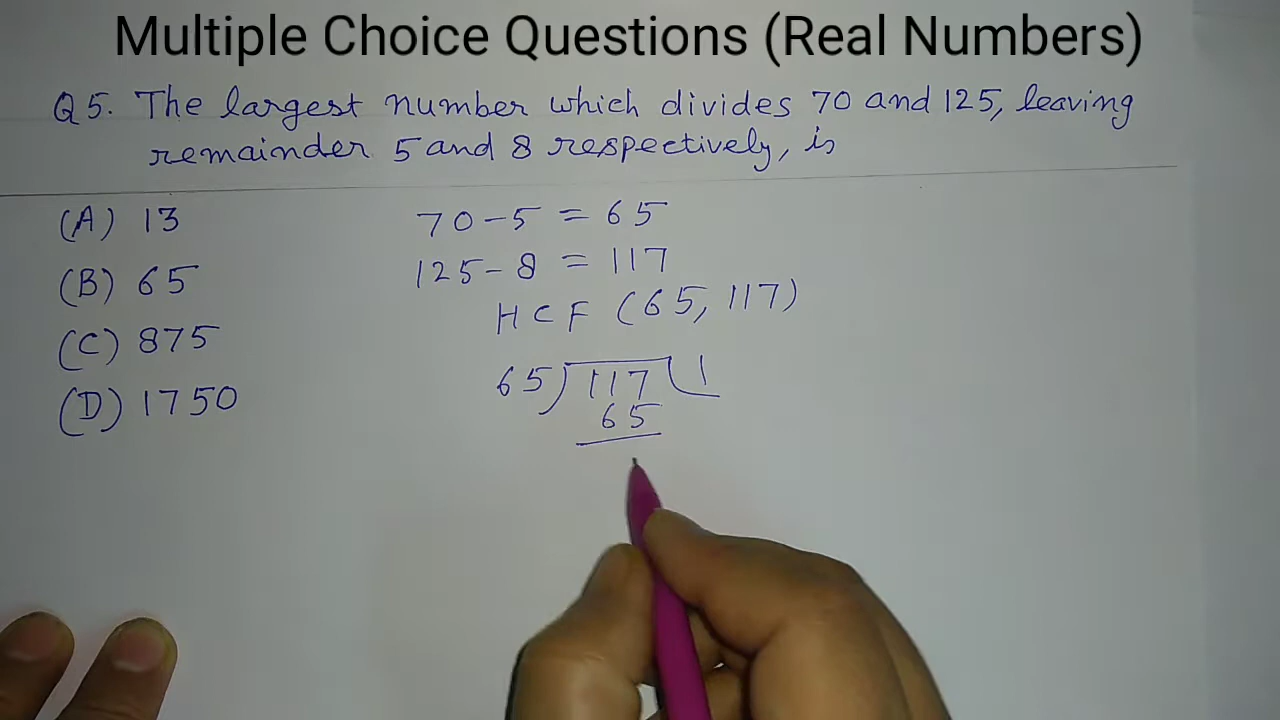 Multiple Choice Questions (Real Numbers)
Q5. The largest number which divides 70 and 125, leaving
remainder 5 and 8 respectively, is
(A) 13
(B) 65
(C) 875
(D) 1750
70 - 5 = 65
125 - 8 = 117
HCF (65, 117)
65) 117 ( 1
65